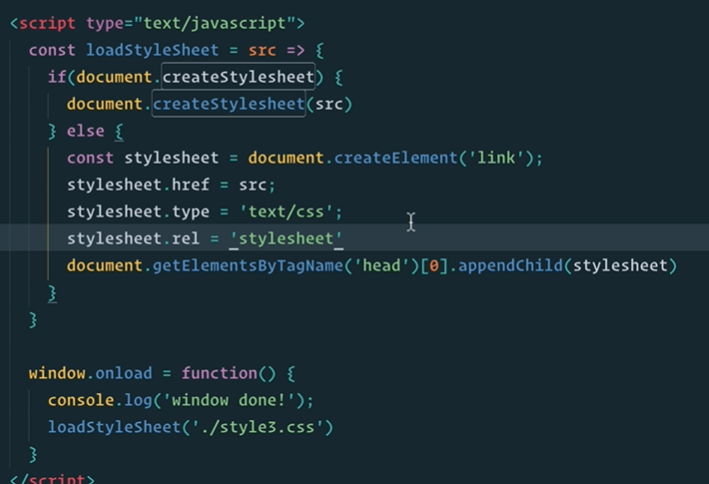 <script type="text/javascript">
const loadStyleSheet = src => {
if(document.createStylesheet) {
document.createStylesheet(src)
} else {
const stylesheet = document.createElement('link');
stylesheet.href = src;
stylesheet.type = 'text/css';
stylesheet.rel = 'stylesheet'
document.getElementsByTagName('head')[0].appendChild(stylesheet)
}
}
window.onload = function() {
console.log('window done!');
loadStyleSheet('./style3.css')
}
</script>